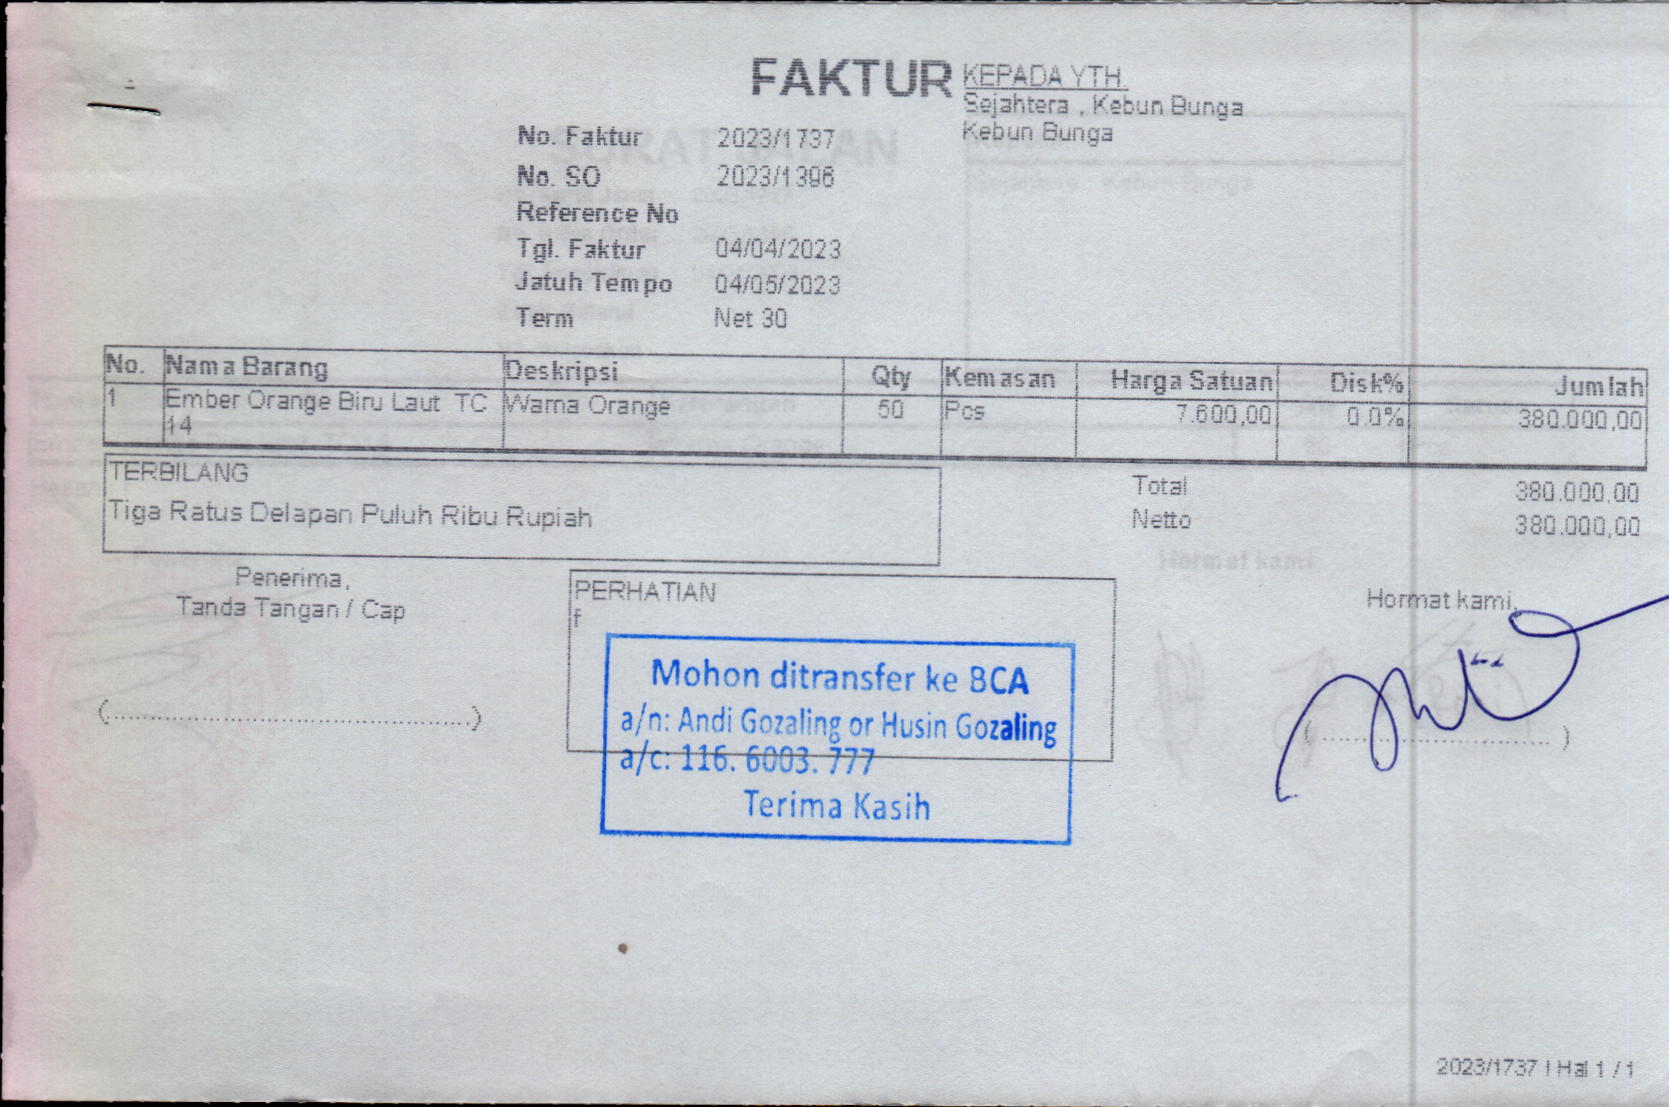 FAKTUR
KEPADA YTH.
Sejahtera , Kebun Bunga
Kebun Bunga
No. Faktur 2023/1737
No. SO 2023/1396
Reference No
Tgl. Faktur 04/04/2023
Jatuh Tempo 04/05/2023
Term Net 30
No. Nama Barang Deskripsi Qty Kemasan Harga Satuan Disk% Jumlah
1 Ember Orange Biru Laut TC Warna Orange 50 Pcs 7.600,00 0.0% 380.000,00
14
TERBILANG
Tiga Ratus Delapan Puluh Ribu Rupiah
Total 380.000,00
Netto 380.000,00
Penerima,
Tanda Tangan / Cap
(........................................)
PERHATIAN
f
Mohon ditransfer ke BCA
a/n: Andi Gozaling or Husin Gozaling
a/c: 116. 6003. 777
Terima Kasih
Hormat kami,
(........................................)
2023/1737 | Hal 1 / 1